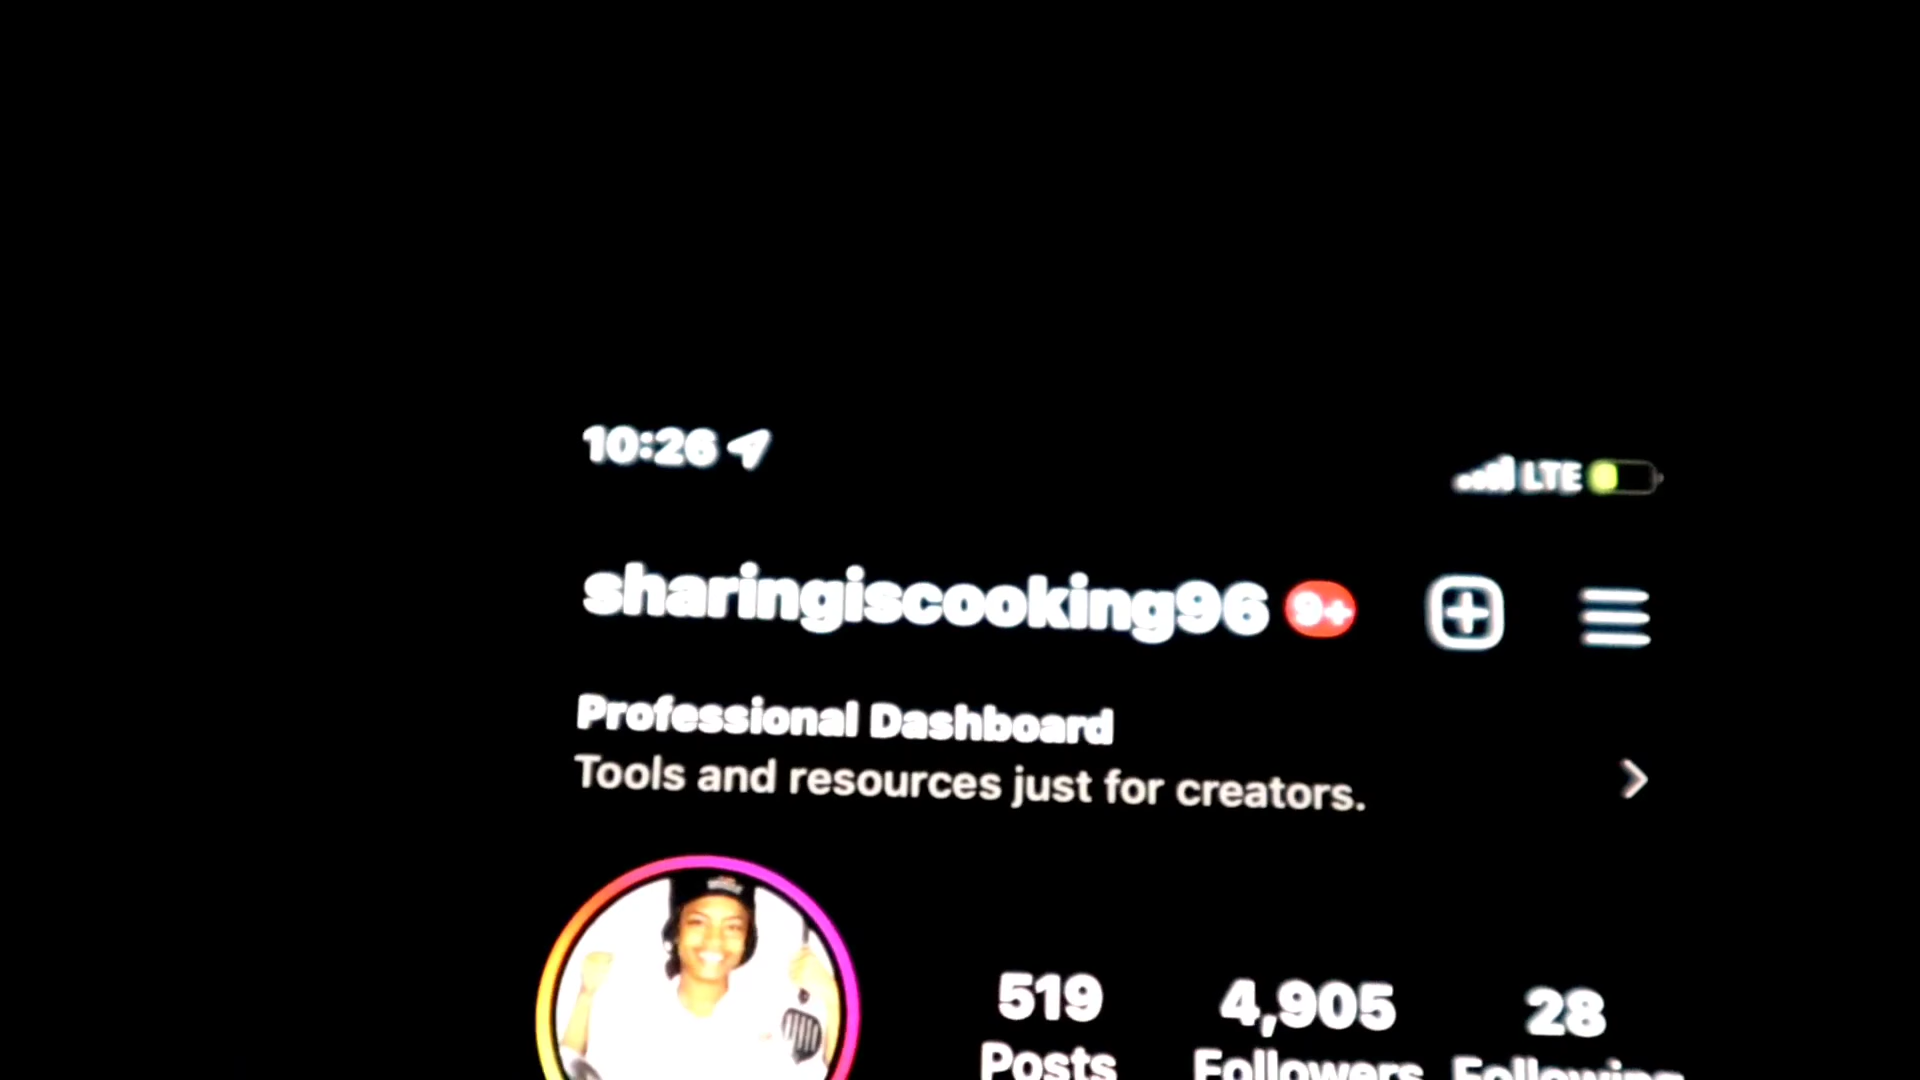 10:26
LTE
sharingiscooking96 9+
Professional Dashboard
Tools and resources just for creators.
519 4,905 28
Posts Followers Following